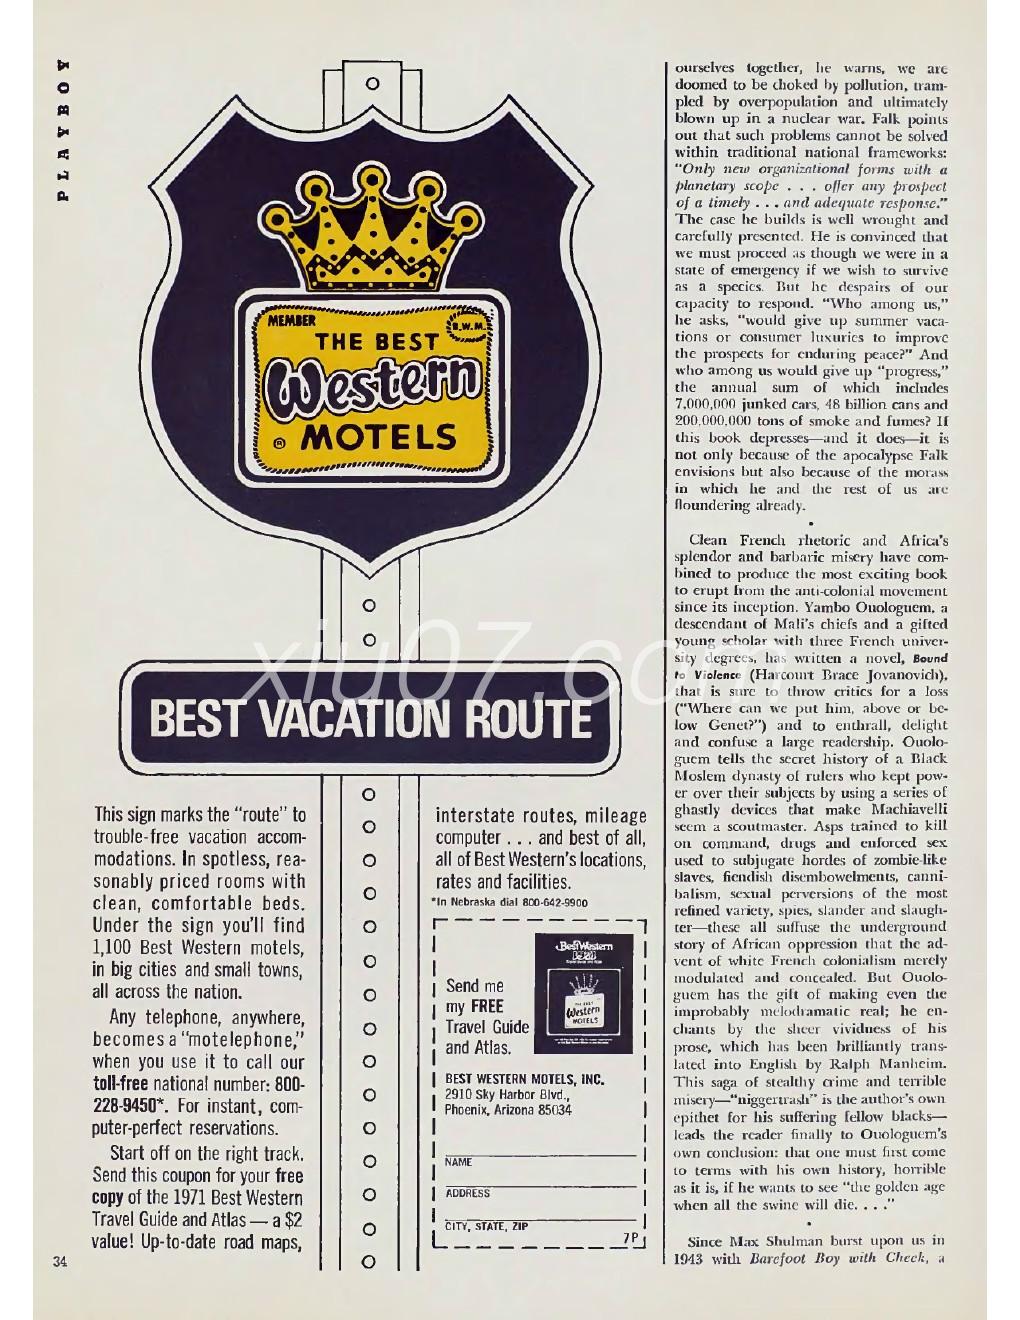 PLAYBOY
MEMBER
B.W.M.
THE BEST
Western
® MOTELS
BEST VACATION ROUTE
This sign marks the “route” to
trouble-free vacation accom-
modations. In spotless, rea-
sonably priced rooms with
clean, comfortable beds.
Under the sign you’ll find
1,100 Best Western motels,
in big cities and small towns,
all across the nation.
Any telephone, anywhere,
becomes a “motelephone,”
when you use it to call our
toll-free national number: 800-
228-9450*. For instant, com-
puter-perfect reservations.
Start off on the right track.
Send this coupon for your free
copy of the 1971 Best Western
Travel Guide and Atlas — a $2
value! Up-to-date road maps,
interstate routes, mileage
computer . . . and best of all,
all of Best Western’s locations,
rates and facilities.
*In Nebraska dial 800-642-9900
Send me
my FREE
Travel Guide
and Atlas.
Best Western
THE BEST
Western
MOTELS
BEST WESTERN MOTELS, INC.
2910 Sky Harbor Blvd.,
Phoenix, Arizona 85034
NAME
ADDRESS
CITY, STATE, ZIP
7P
34
ourselves together, he warns, we are
doomed to be choked by pollution, tram-
pled by overpopulation and ultimately
blown up in a nuclear war. Falk points
out that such problems cannot be solved
within traditional national frameworks:
“Only new organizational forms with a
planetary scope . . . offer any prospect
of a timely . . . and adequate response.”
The case he builds is well wrought and
carefully presented. He is convinced that
we must proceed as though we were in a
state of emergency if we wish to survive
as a species. But he despairs of our
capacity to respond. “Who among us,”
he asks, “would give up summer vaca-
tions or consumer luxuries to improve
the prospects for enduring peace?” And
who among us would give up “progress,”
the annual sum of which includes
7,000,000 junked cars, 48 billion cans and
200,000,000 tons of smoke and fumes? If
this book depresses—and it does—it is
not only because of the apocalypse Falk
envisions but also because of the morass
in which he and the rest of us are
floundering already.
•
Clean French rhetoric and Africa’s
splendor and barbaric misery have com-
bined to produce the most exciting book
to erupt from the anti-colonial movement
since its inception. Yambo Ouologuem, a
descendant of Mali’s chiefs and a gifted
young scholar with three French univer-
sity degrees, has written a novel, Bound
to Violence (Harcourt Brace Jovanovich),
that is sure to throw critics for a loss
(“Where can we put him, above or be-
low Genet?”) and to enthrall, delight
and confuse a large readership. Ouolo-
guem tells the secret history of a Black
Moslem dynasty of rulers who kept pow-
er over their subjects by using a series of
ghastly devices that make Machiavelli
seem a scoutmaster. Asps trained to kill
on command, drugs and enforced sex
used to subjugate hordes of zombie-like
slaves, fiendish disembowelments, canni-
balism, sexual perversions of the most
refined variety, spies, slander and slaugh-
ter—these all suffuse the underground
story of African oppression that the ad-
vent of white French colonialism merely
modulated and concealed. But Ouolo-
guem has the gift of making even the
improbably melodramatic real; he en-
chants by the sheer vividness of his
prose, which has been brilliantly trans-
lated into English by Ralph Manheim.
This saga of stealthy crime and terrible
misery—“niggertrash” is the author’s own
epithet for his suffering fellow blacks—
leads the reader finally to Ouologuem’s
own conclusion: that one must first come
to terms with his own history, horrible
as it is, if he wants to see “the golden age
when all the swine will die. . . .”
•
Since Max Shulman burst upon us in
1943 with Barefoot Boy with Cheek, a
xiu07.com